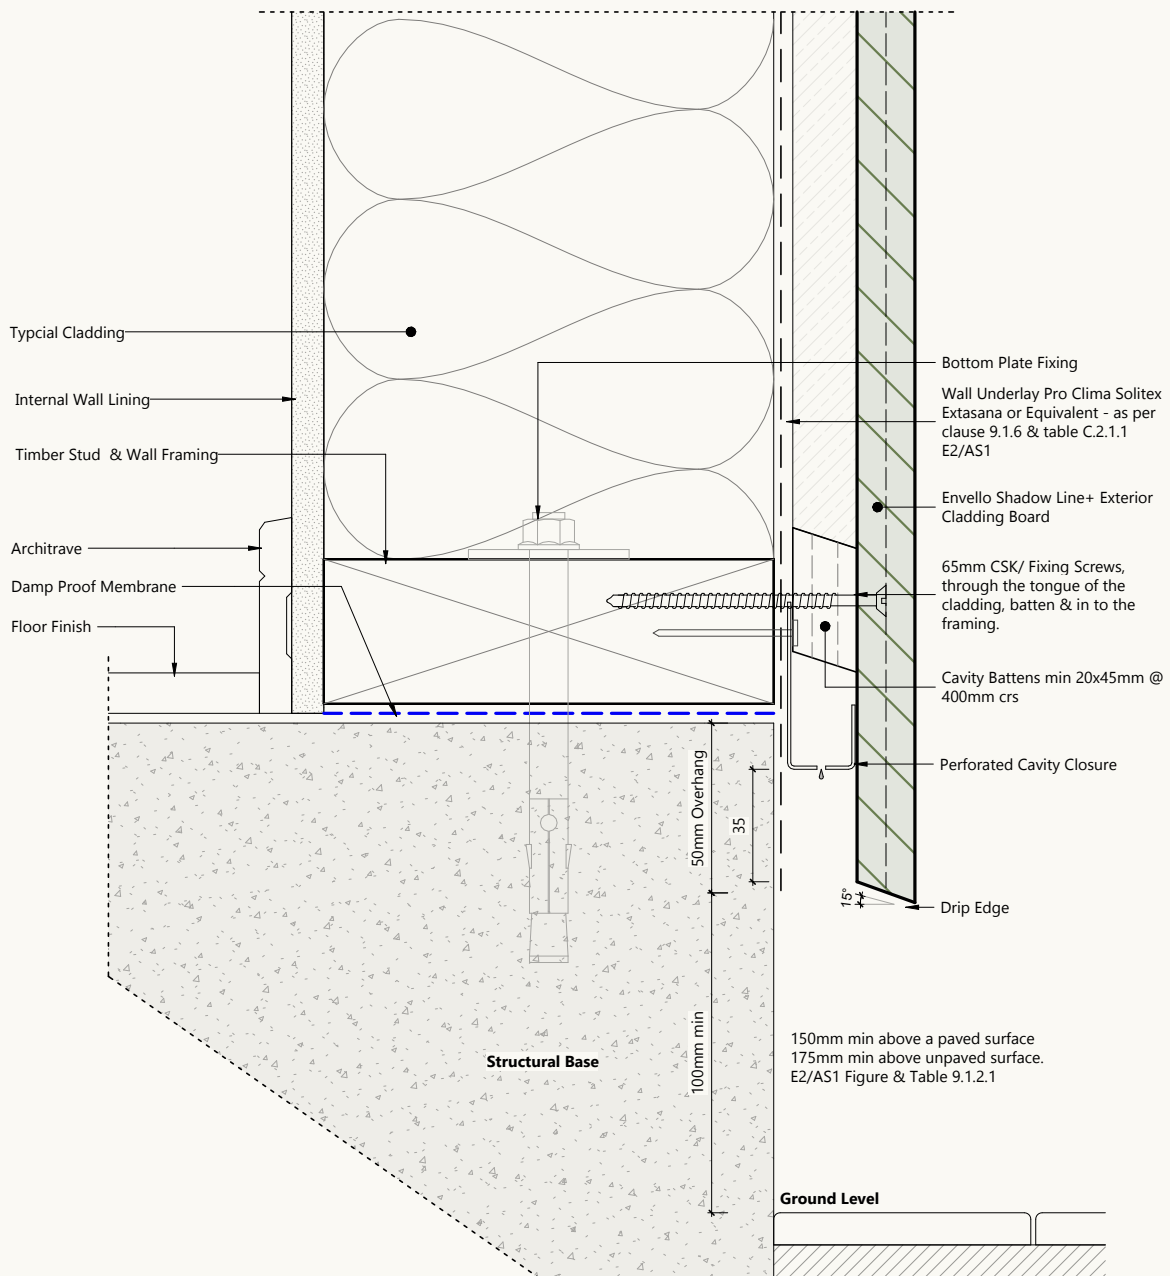 Typcial Cladding
Internal Wall Lining
Timber Stud & Wall Framing
Architrave
Damp Proof Membrane
Floor Finish
Bottom Plate Fixing
Wall Underlay Pro Clima Solitex
Extasana or Equivalent - as per
clause 9.1.6 & table C.2.1.1
E2/AS1
Envello Shadow Line+ Exterior
Cladding Board
65mm CSK/ Fixing Screws,
through the tongue of the
cladding, batten & in to the
framing.
Cavity Battens min 20x45mm @
400mm crs
Perforated Cavity Closure
50mm Overhang
35
15°
Drip Edge
100mm min
Structural Base
150mm min above a paved surface
175mm min above unpaved surface.
E2/AS1 Figure & Table 9.1.2.1
Ground Level